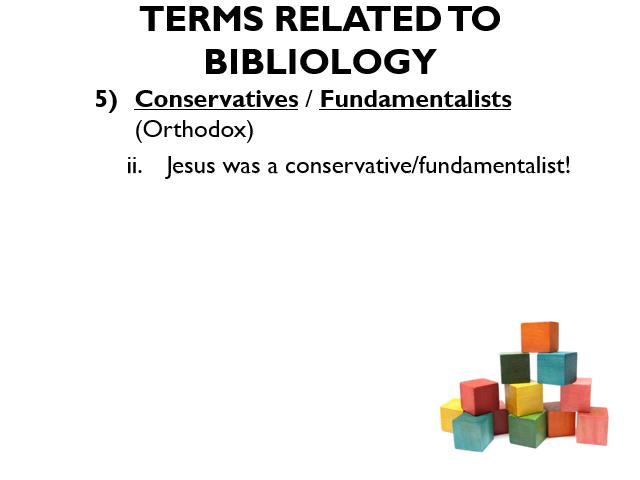 TERMS RELATED TO
BIBLIOLOGY
5) Conservatives / Fundamentalists
(Orthodox)
ii. Jesus was a conservative/fundamentalist!